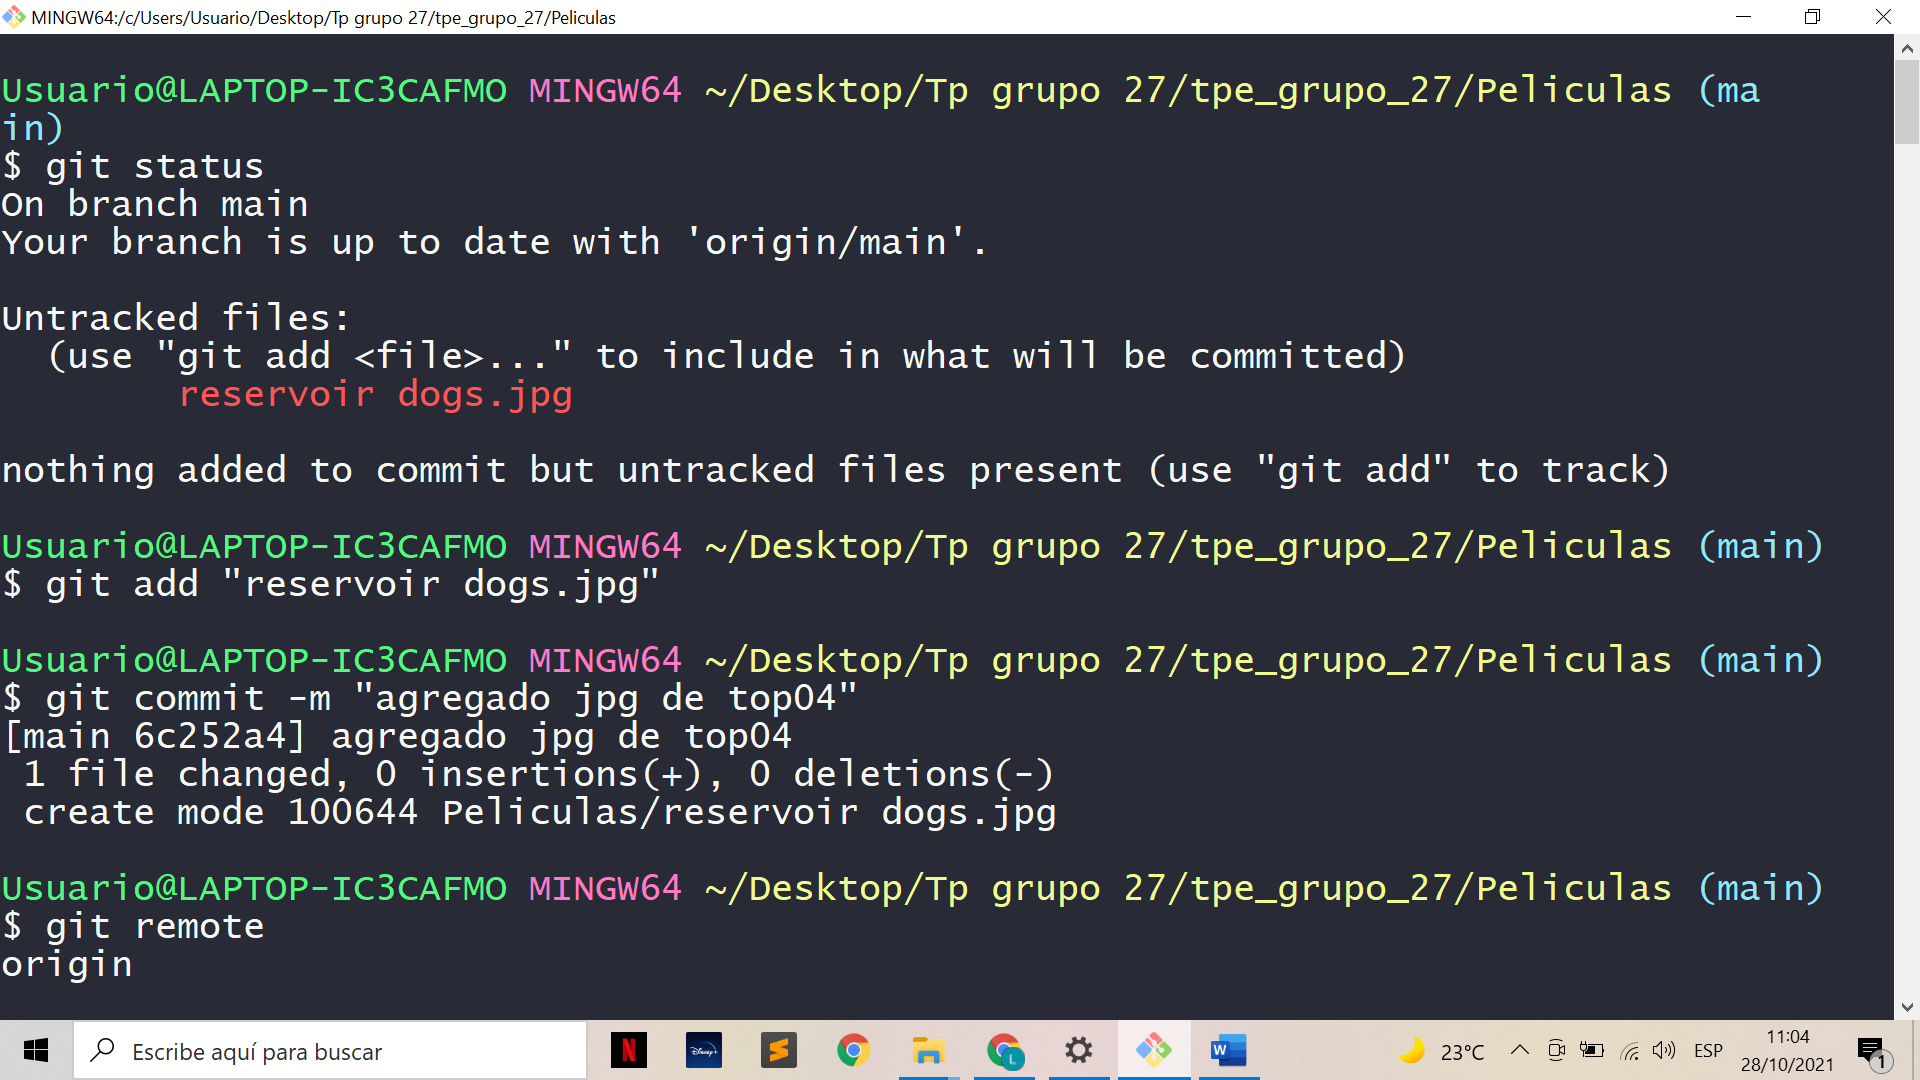 MINGW64:/c/Users/Usuario/Desktop/Tp grupo 27/tpe_grupo_27/Peliculas
Usuario@LAPTOP-IC3CAFMO MINGW64 ~/Desktop/Tp grupo 27/tpe_grupo_27/Peliculas (ma
in)
$ git status
On branch main
Your branch is up to date with 'origin/main'.
Untracked files:
(use "git add <file>..." to include in what will be committed)
reservoir dogs.jpg
nothing added to commit but untracked files present (use "git add" to track)
Usuario@LAPTOP-IC3CAFMO MINGW64 ~/Desktop/Tp grupo 27/tpe_grupo_27/Peliculas (main)
$ git add "reservoir dogs.jpg"
Usuario@LAPTOP-IC3CAFMO MINGW64 ~/Desktop/Tp grupo 27/tpe_grupo_27/Peliculas (main)
$ git commit -m "agregado jpg de top04"
[main 6c252a4] agregado jpg de top04
1 file changed, 0 insertions(+), 0 deletions(-)
create mode 100644 Peliculas/reservoir dogs.jpg
Usuario@LAPTOP-IC3CAFMO MINGW64 ~/Desktop/Tp grupo 27/tpe_grupo_27/Peliculas (main)
$ git remote
origin
Escribe aquí para buscar
N
Disney+
S
L
W
23°C
ESP
11:04
28/10/2021
1